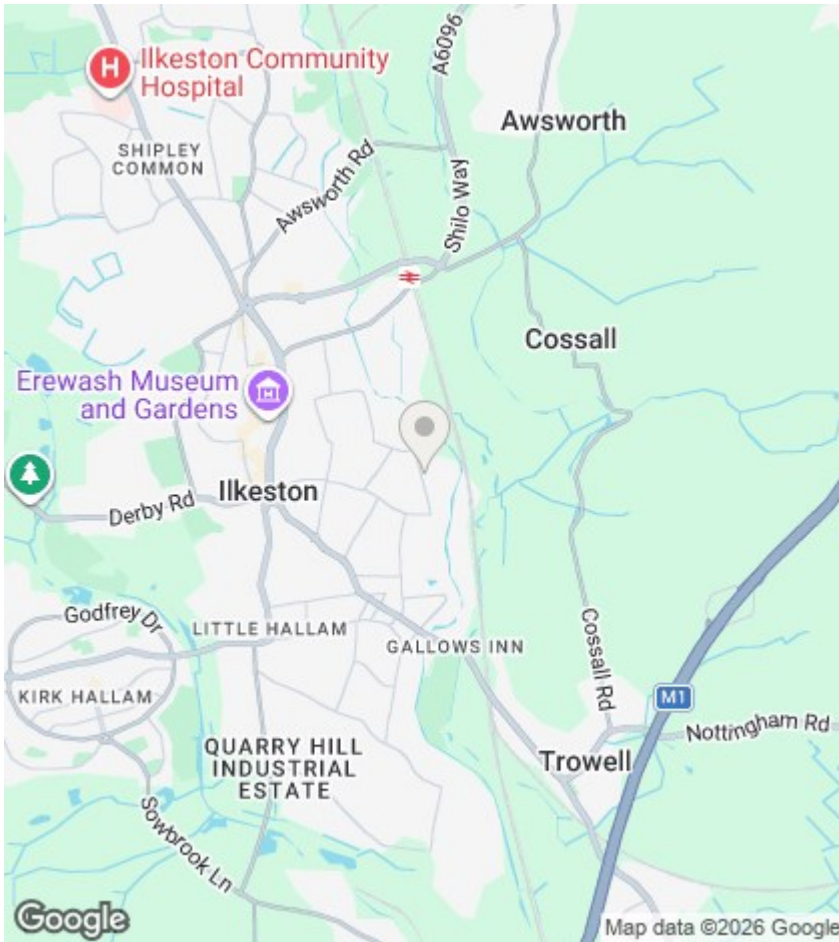 Ilkeston Community
Hospital
A6096
Awsworth
SHIPLEY
COMMON
Awsworth Rd
Shilo Way
Cossall
Erewash Museum
and Gardens
Ilkeston
Derby Rd
Godfrey Dr
LITTLE HALLAM
GALLOWS INN
Cossall Rd
KIRK HALLAM
M1
Nottingham Rd
QUARRY HILL
INDUSTRIAL
ESTATE
Trowell
Sowbrook Ln
Google
Map data ©2026 Google